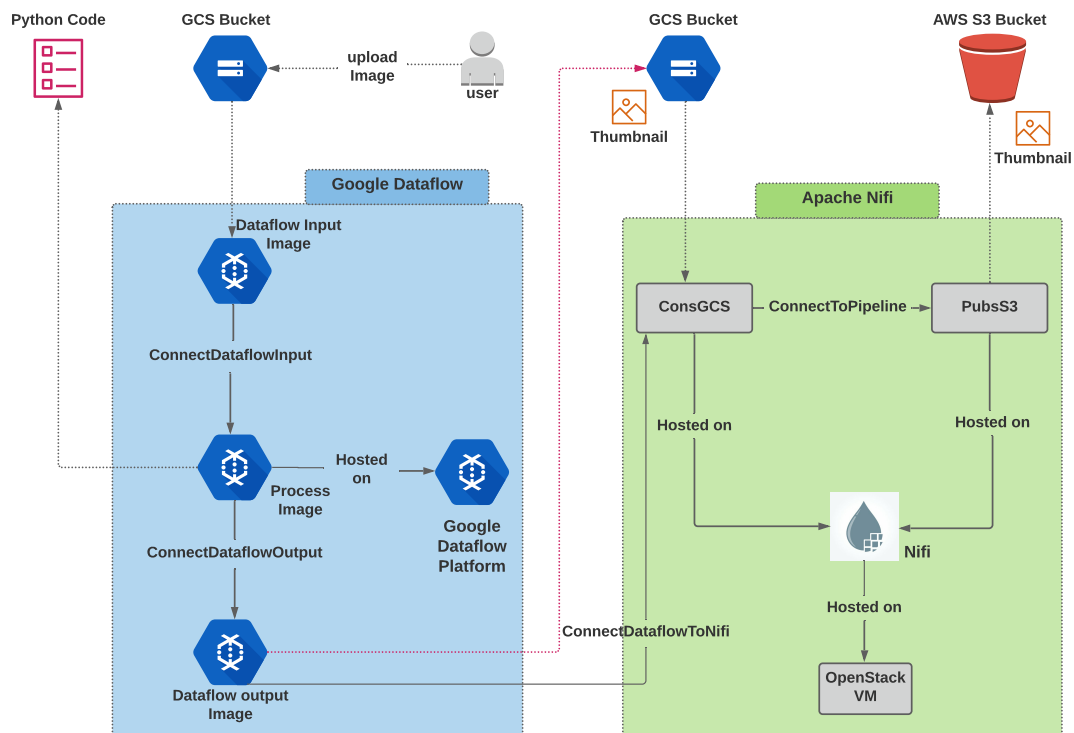 Python Code
GCS Bucket
GCS Bucket
AWS S3 Bucket
upload
Image
user
Thumbnail
Thumbnail
Google Dataflow
Apache Nifi
Dataflow Input
Image
ConsGCS
ConnectToPipeline
PubsS3
ConnectDataflowInput
Hosted on
Hosted on
Hosted
on
Process
Image
Google
Dataflow
Platform
ConnectDataflowOutput
Nifi
Hosted on
ConnectDataflowToNifi
Dataflow output
Image
OpenStack
VM